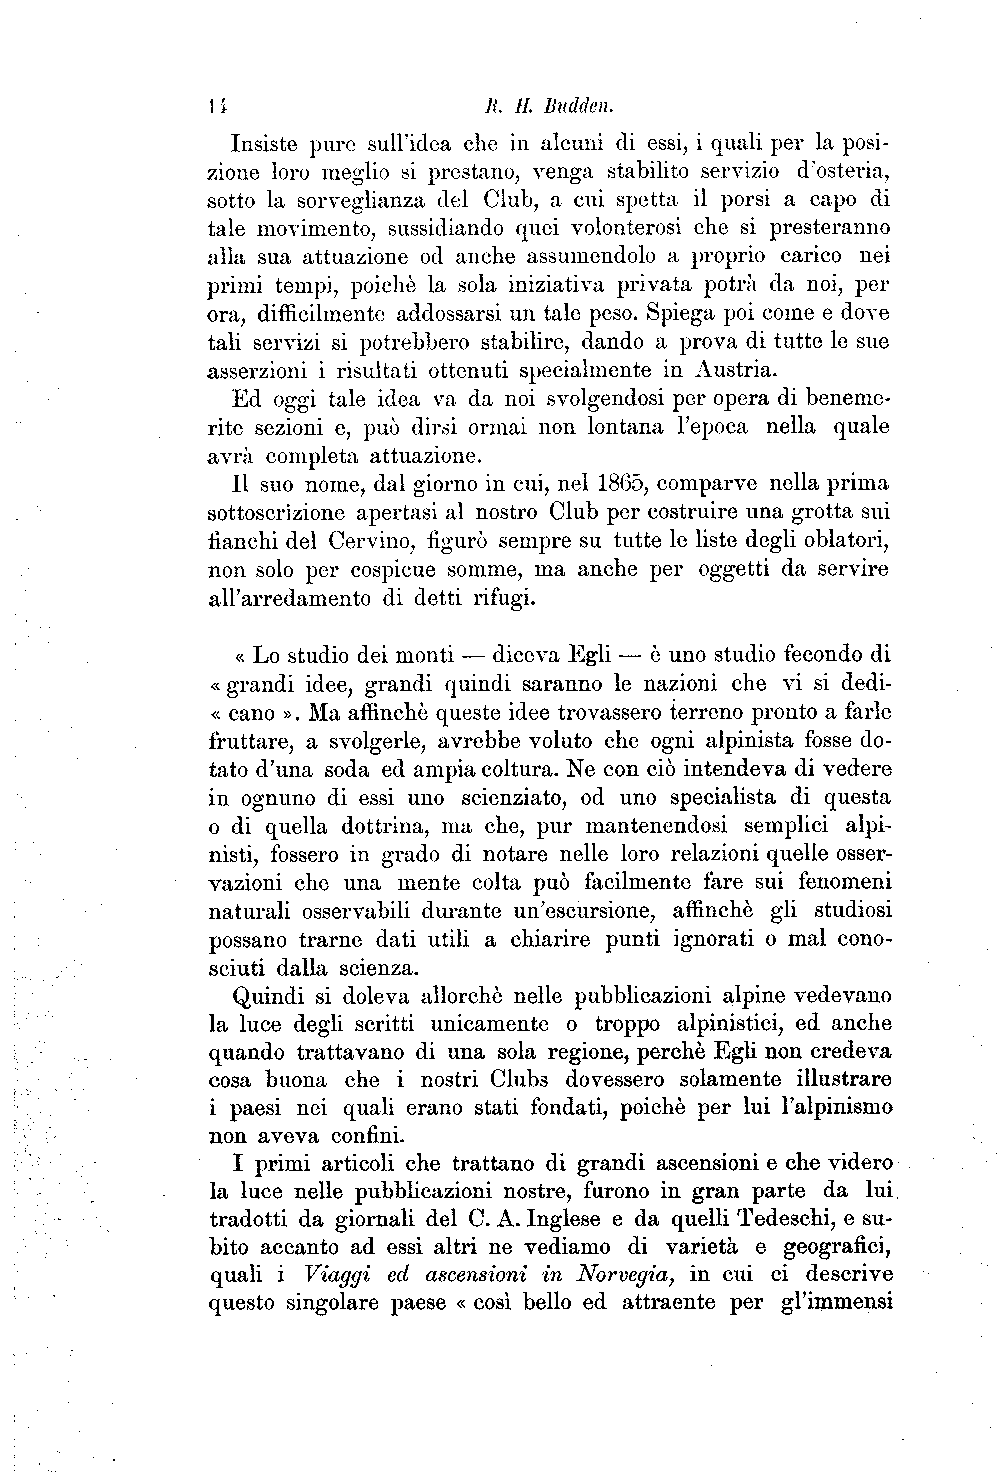 14 R. H. Budden.
Insiste pure sull'idea che in alcuni di essi, i quali per la posi-
zione loro meglio si prestano, venga stabilito servizio d'osteria,
sotto la sorveglianza del Club, a cui spetta il porsi a capo di
tale movimento, sussidiando quei volonterosi che si presteranno
alla sua attuazione od anche assumendolo a proprio carico nei
primi tempi, poichè la sola iniziativa privata potrà da noi, per
ora, difficilmente addossarsi un tale peso. Spiega poi come e dove
tali servizi si potrebbero stabilire, dando a prova di tutte le sue
asserzioni i risultati ottenuti specialmente in Austria.
Ed oggi tale idea va da noi svolgendosi per opera di beneme-
rite sezioni e, può dirsi ormai non lontana l'epoca nella quale
avrà completa attuazione.
Il suo nome, dal giorno in cui, nel 1865, comparve nella prima
sottoscrizione apertasi al nostro Club per costruire una grotta sui
fianchi del Cervino, figurò sempre su tutte le liste degli oblatori,
non solo per cospicue somme, ma anche per oggetti da servire
all'arredamento di detti rifugi.
« Lo studio dei monti — diceva Egli — è uno studio fecondo di
« grandi idee, grandi quindi saranno le nazioni che vi si dedi-
« cano ». Ma affinchè queste idee trovassero terreno pronto a farle
fruttare, a svolgerle, avrebbe voluto che ogni alpinista fosse do-
tato d'una soda ed ampia coltura. Ne con ciò intendeva di vedere
in ognuno di essi uno scienziato, od uno specialista di questa
o di quella dottrina, ma che, pur mantenendosi semplici alpi-
nisti, fossero in grado di notare nelle loro relazioni quelle osser-
vazioni che una mente colta può facilmente fare sui fenomeni
naturali osservabili durante un'escursione, affinchè gli studiosi
possano trarne dati utili a chiarire punti ignorati o mal cono-
sciuti dalla scienza.
Quindi si doleva allorchè nelle pubblicazioni alpine vedevano
la luce degli scritti unicamente o troppo alpinistici, ed anche
quando trattavano di una sola regione, perchè Egli non credeva
cosa buona che i nostri Clubs dovessero solamente illustrare
i paesi nei quali erano stati fondati, poichè per lui l'alpinismo
non aveva confini.
I primi articoli che trattano di grandi ascensioni e che videro
la luce nelle pubblicazioni nostre, furono in gran parte da lui
tradotti da giornali del C. A. Inglese e da quelli Tedeschi, e su-
bito accanto ad essi altri ne vediamo di varietà e geografici,
quali i Viaggi ed ascensioni in Norvegia, in cui ci descrive
questo singolare paese « così bello ed attraente per gl'immensi